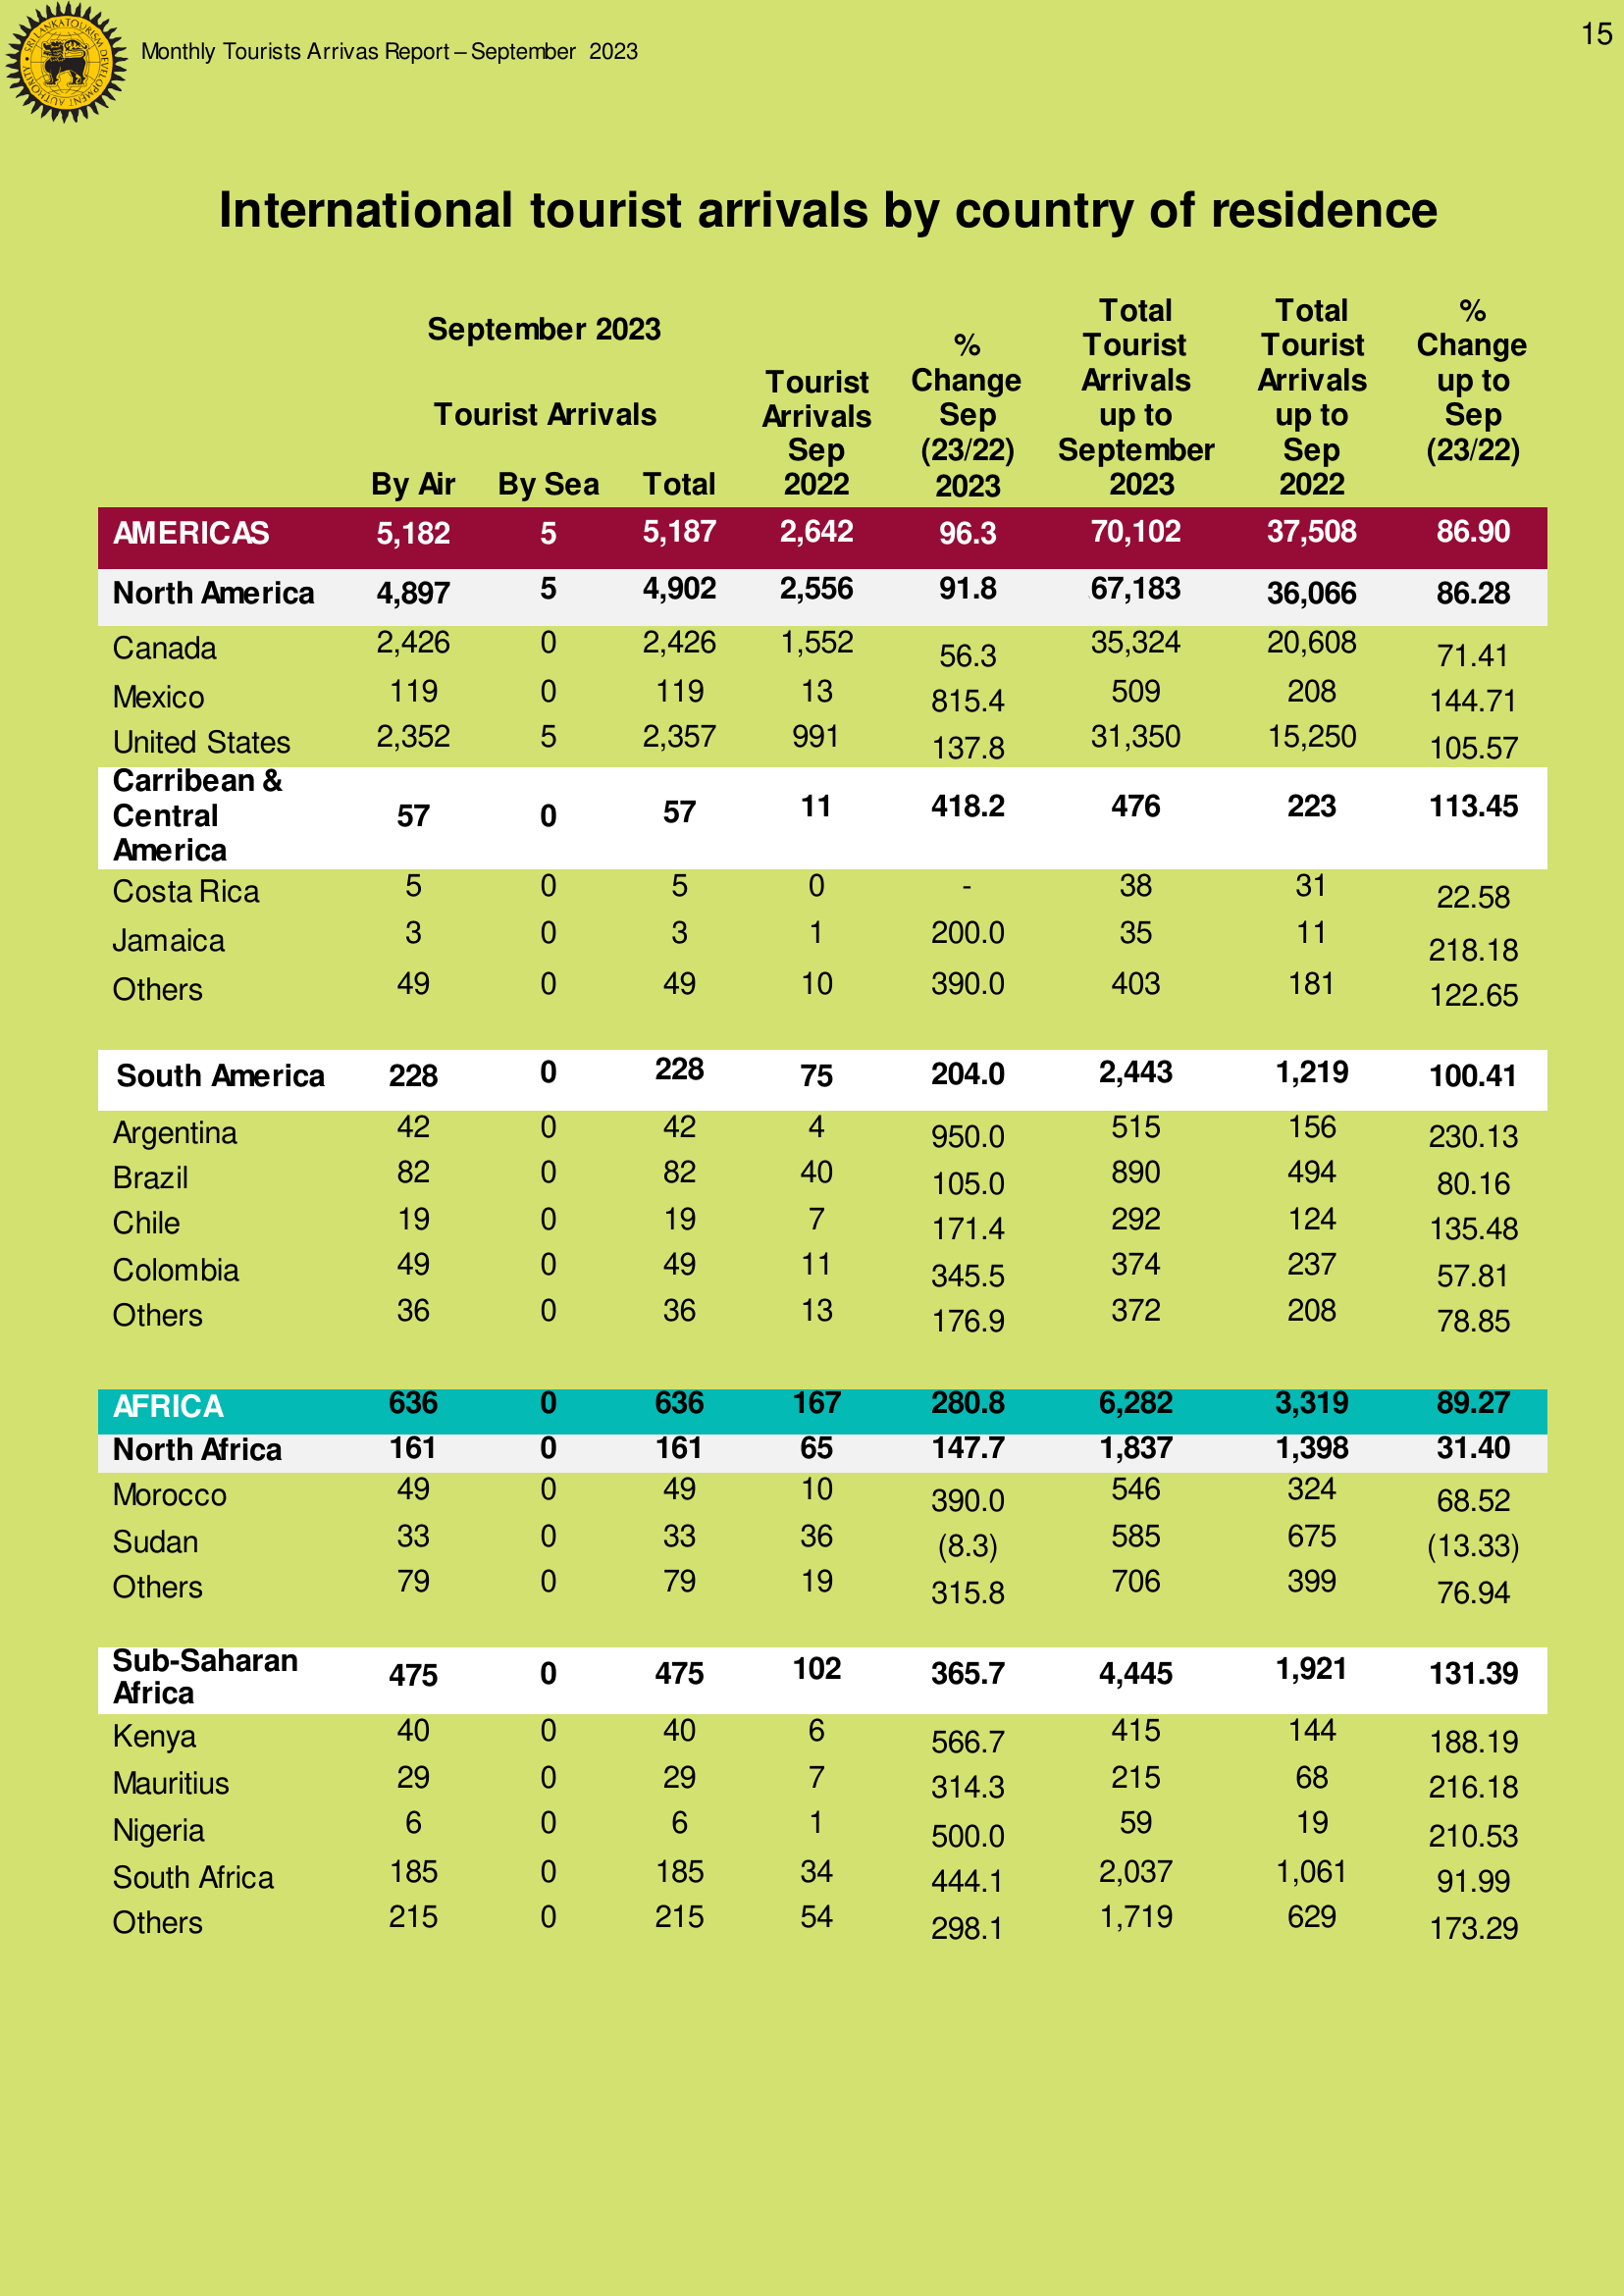 SRI LANKA TOURISM DEVELOPMENT AUTHORITY
Monthly Tourists Arrivas Report – September 2023
15
International tourist arrivals by country of residence
September 2023
Tourist Arrivals
By Air By Sea Total
Tourist
Arrivals
Sep
2022
%
Change
Sep
(23/22)
2023
Total
Tourist
Arrivals
up to
September
2023
Total
Tourist
Arrivals
up to
Sep
2022
%
Change
up to
Sep
(23/22)
AMERICAS 5,182 5 5,187 2,642 96.3 70,102 37,508 86.90
North America 4,897 5 4,902 2,556 91.8 67,183 36,066 86.28
Canada 2,426 0 2,426 1,552 56.3 35,324 20,608 71.41
Mexico 119 0 119 13 815.4 509 208 144.71
United States 2,352 5 2,357 991 137.8 31,350 15,250 105.57
Carribean &
Central
America
57 0 57 11 418.2 476 223 113.45
Costa Rica 5 0 5 0 - 38 31 22.58
Jamaica 3 0 3 1 200.0 35 11 218.18
Others 49 0 49 10 390.0 403 181 122.65
South America 228 0 228 75 204.0 2,443 1,219 100.41
Argentina 42 0 42 4 950.0 515 156 230.13
Brazil 82 0 82 40 105.0 890 494 80.16
Chile 19 0 19 7 171.4 292 124 135.48
Colombia 49 0 49 11 345.5 374 237 57.81
Others 36 0 36 13 176.9 372 208 78.85
AFRICA 636 0 636 167 280.8 6,282 3,319 89.27
North Africa 161 0 161 65 147.7 1,837 1,398 31.40
Morocco 49 0 49 10 390.0 546 324 68.52
Sudan 33 0 33 36 (8.3) 585 675 (13.33)
Others 79 0 79 19 315.8 706 399 76.94
Sub-Saharan
Africa
475 0 475 102 365.7 4,445 1,921 131.39
Kenya 40 0 40 6 566.7 415 144 188.19
Mauritius 29 0 29 7 314.3 215 68 216.18
Nigeria 6 0 6 1 500.0 59 19 210.53
South Africa 185 0 185 34 444.1 2,037 1,061 91.99
Others 215 0 215 54 298.1 1,719 629 173.29